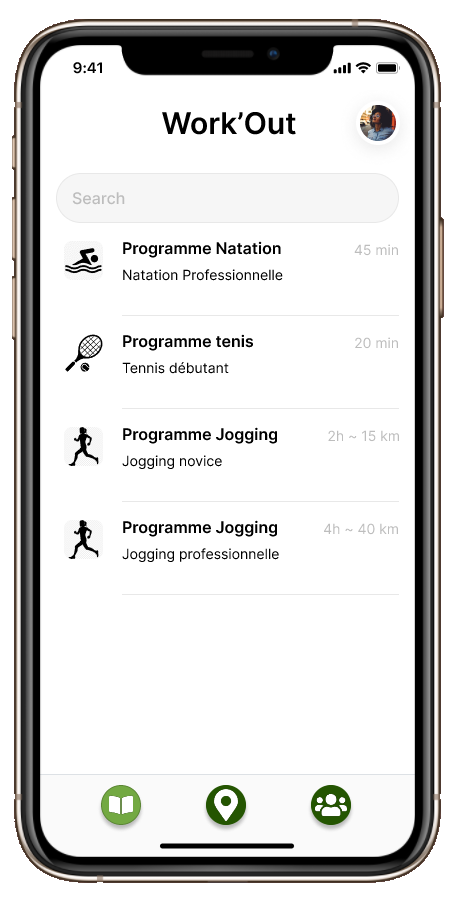 9:41
Work’Out
Search
Programme Natation 45 min
Natation Professionnelle
Programme tenis 20 min
Tennis débutant
Programme Jogging 2h ~ 15 km
Jogging novice
Programme Jogging 4h ~ 40 km
Jogging professionnelle